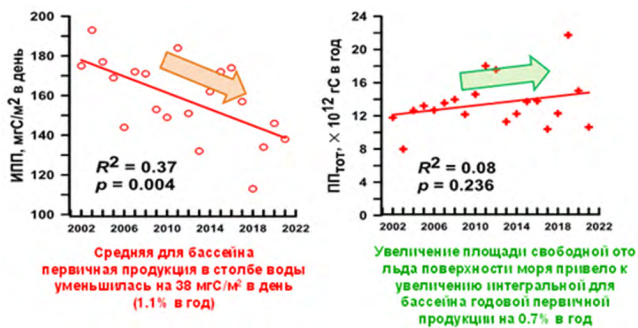 ИПП, мгС/м² в день
200
180
160
140
120
100
R² = 0.37
p = 0.004
2002 2006 2010 2014 2018 2022
Средняя для бассейна
первичная продукция в столбе воды
уменьшилась на 38 мгС/м² в день
(1.1% в год)
ППтот, × 10¹² гС в год
24
20
16
12
8
4
0
R² = 0.08
p = 0.236
2002 2006 2010 2014 2018 2022
Увеличение площади свободной ото
льда поверхности моря привело к
увеличению интегральной для
бассейна годовой первичной
продукции на 0.7% в год